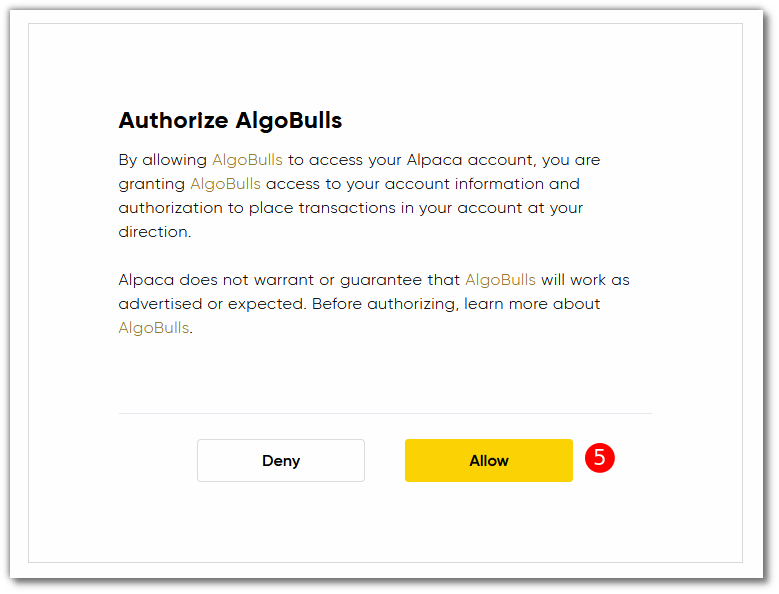 Authorize AlgoBulls
By allowing AlgoBulls to access your Alpaca account, you are
granting AlgoBulls access to your account information and
authorization to place transactions in your account at your
direction.
Alpaca does not warrant or guarantee that AlgoBulls will work as
advertised or expected. Before authorizing, learn more about
AlgoBulls.
Deny
Allow
5